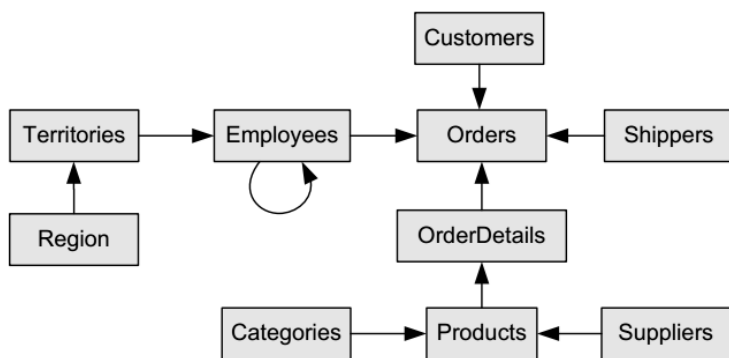 Customers
Territories
Employees
Orders
Shippers
Region
OrderDetails
Categories
Products
Suppliers